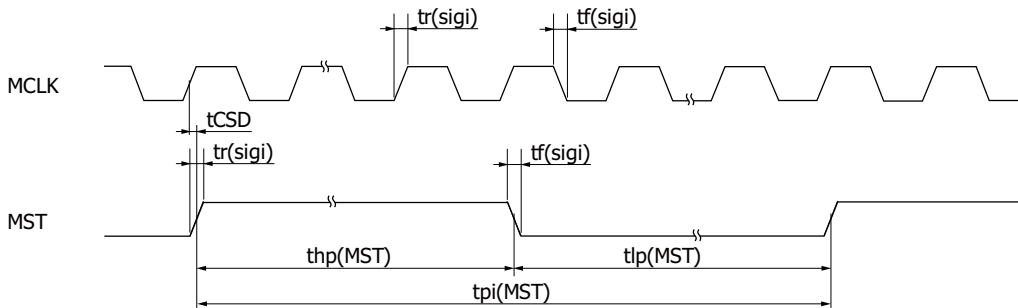 tr(sigi)
tf(sigi)
MCLK
tCSD
tr(sigi)
tf(sigi)
MST
thp(MST)
tlp(MST)
tpi(MST)